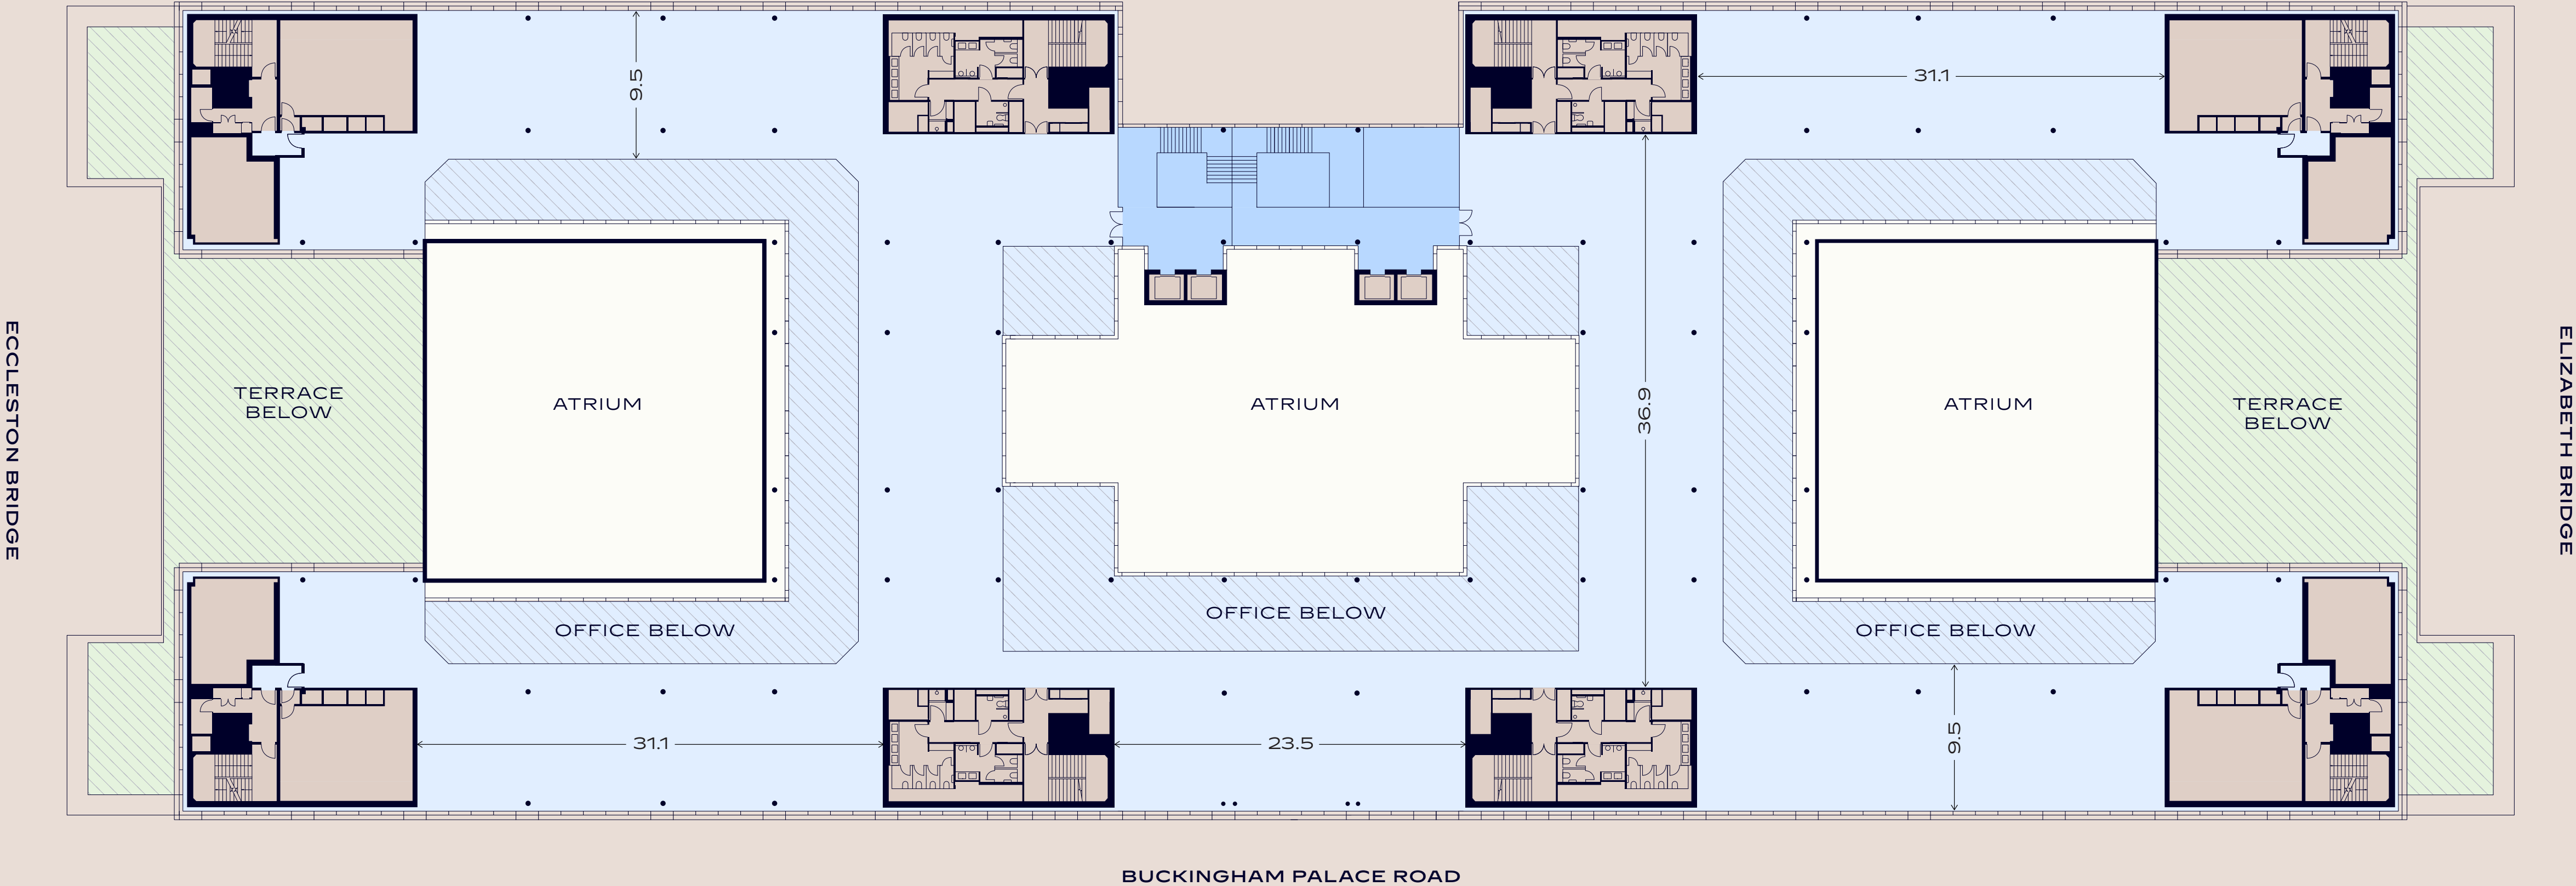 9.5
31.1
ECCLESTON BRIDGE
TERRACE
BELOW
ATRIUM
ATRIUM
36.9
ATRIUM
TERRACE
BELOW
ELIZABETH BRIDGE
OFFICE BELOW
OFFICE BELOW
OFFICE BELOW
31.1
23.5
9.5
BUCKINGHAM PALACE ROAD